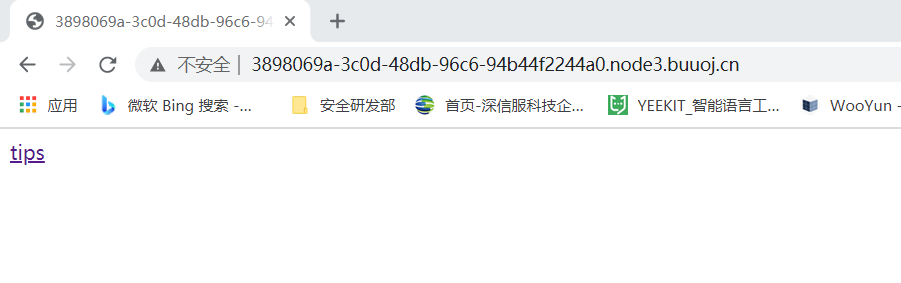 3898069a-3c0d-48db-96c6-94
不安全 | 3898069a-3c0d-48db-96c6-94b44f2244a0.node3.buuoj.cn
应用 微软 Bing 搜索 -... 安全研发部 首页-深信服科技企... YEEKIT_智能语言工... WooYun -
tips